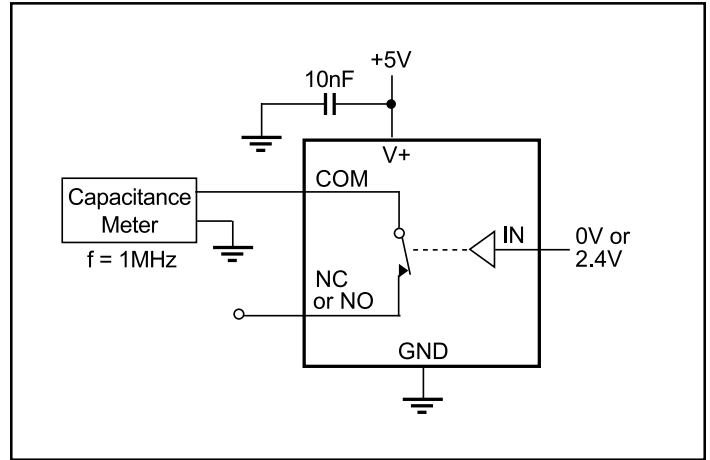 +5V
10nF
V+
COM
Capacitance
Meter
f = 1MHz
IN
0V or
2.4V
NC
or NO
GND